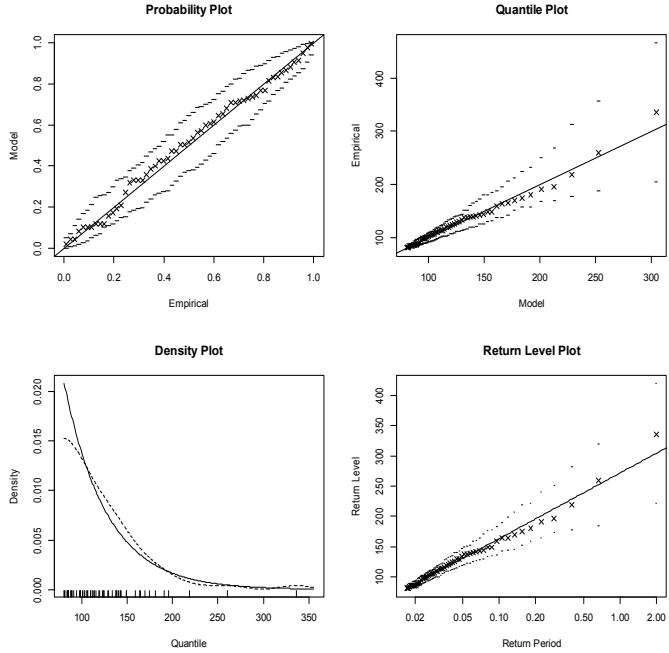 Probability Plot
Model
0.0 0.2 0.4 0.6 0.8 1.0
0.0 0.2 0.4 0.6 0.8 1.0
Empirical
Quantile Plot
Empirical
100 200 300 400
100 150 200 250 300
Model
Density Plot
Density
0.000 0.005 0.010 0.015 0.020
100 150 200 250 300 350
Quantile
Return Level Plot
Return Level
100 150 200 250 300 350 400
0.02 0.05 0.10 0.20 0.50 1.00 2.00
Return Period